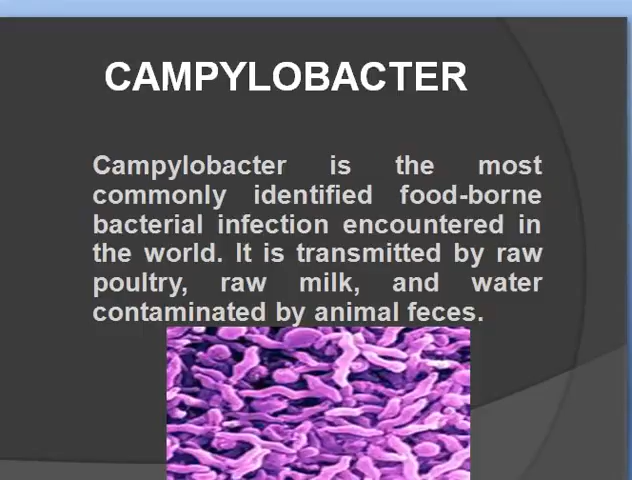 CAMPYLOBACTER
Campylobacter is the most
commonly identified food-borne
bacterial infection encountered in
the world. It is transmitted by raw
poultry, raw milk, and water
contaminated by animal feces.